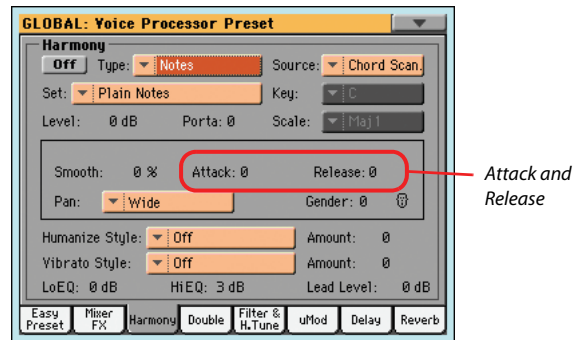 GLOBAL: Voice Processor Preset
Harmony
Off Type: Notes Source: Chord Scan.
Set: Plain Notes Key: C
Level: 0 dB Porta: 0 Scale: Maj1
Smooth: 0 % Attack: 0 Release: 0
Pan: Wide Gender: 0
Humanize Style: Off Amount: 0
Vibrato Style: Off Amount: 0
LoEQ: 0 dB HiEQ: 3 dB Lead Level: 0 dB
Easy Preset Mixer FX Harmony Double Filter & H.Tune uMod Delay Reverb
Attack and
Release